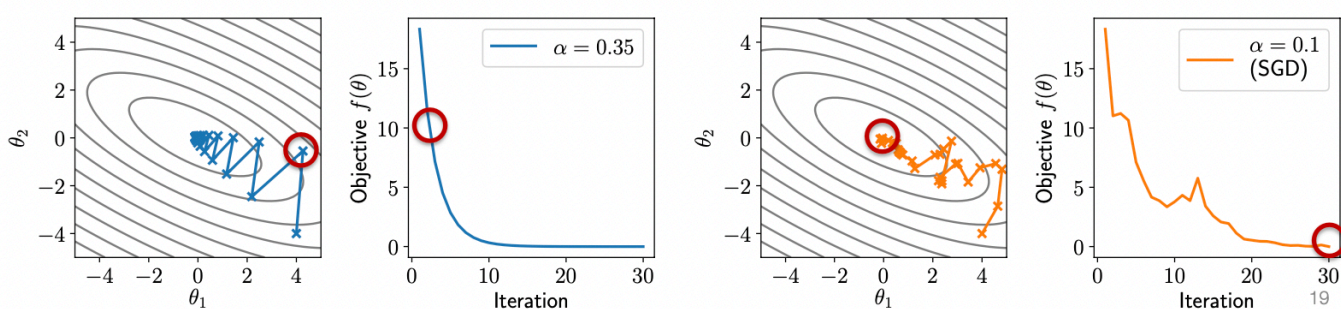 4
2
0
−2
−4
θ₂
−4 −2 0 2 4
θ₁
15
10
5
0
Objective f(θ)
α = 0.35
0 10 20 30
Iteration
4
2
0
−2
−4
θ₂
−4 −2 0 2 4
θ₁
15
10
5
0
Objective f(θ)
α = 0.1
(SGD)
0 10 20 30
Iteration
19